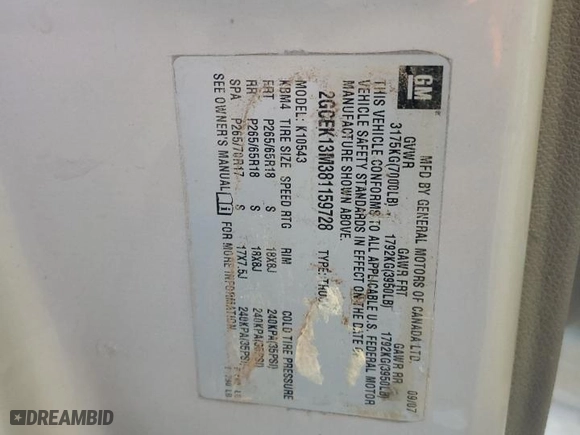 GM
MFD BY GENERAL MOTORS OF CANADA LTD. 09/07
GVWR GAWR FRT GAWR RR
3175KG(7000LB) 1792KG(3950LB) 1792KG(3950LB)
THIS VEHICLE CONFORMS TO ALL APPLICABLE U.S. FEDERAL MOTOR
VEHICLE SAFETY STANDARDS IN EFFECT ON THE DATE OF
MANUFACTURE SHOWN ABOVE.
2GCEK13M381159728 TYPE:
MODEL: K10543
KBM4 TIRE SIZE SPEED RTG RIM COLD TIRE PRESSURE
FRT P265/65R18 S 18X8J 240KPA(35PSI)
RR P265/65R18 S 18X8J 240KPA(35PSI)
SPA P265/70R17 S 17X7.5J 240KPA(35PSI)
SEE OWNER'S MANUAL FOR MORE INFORMATION
DREAMBID